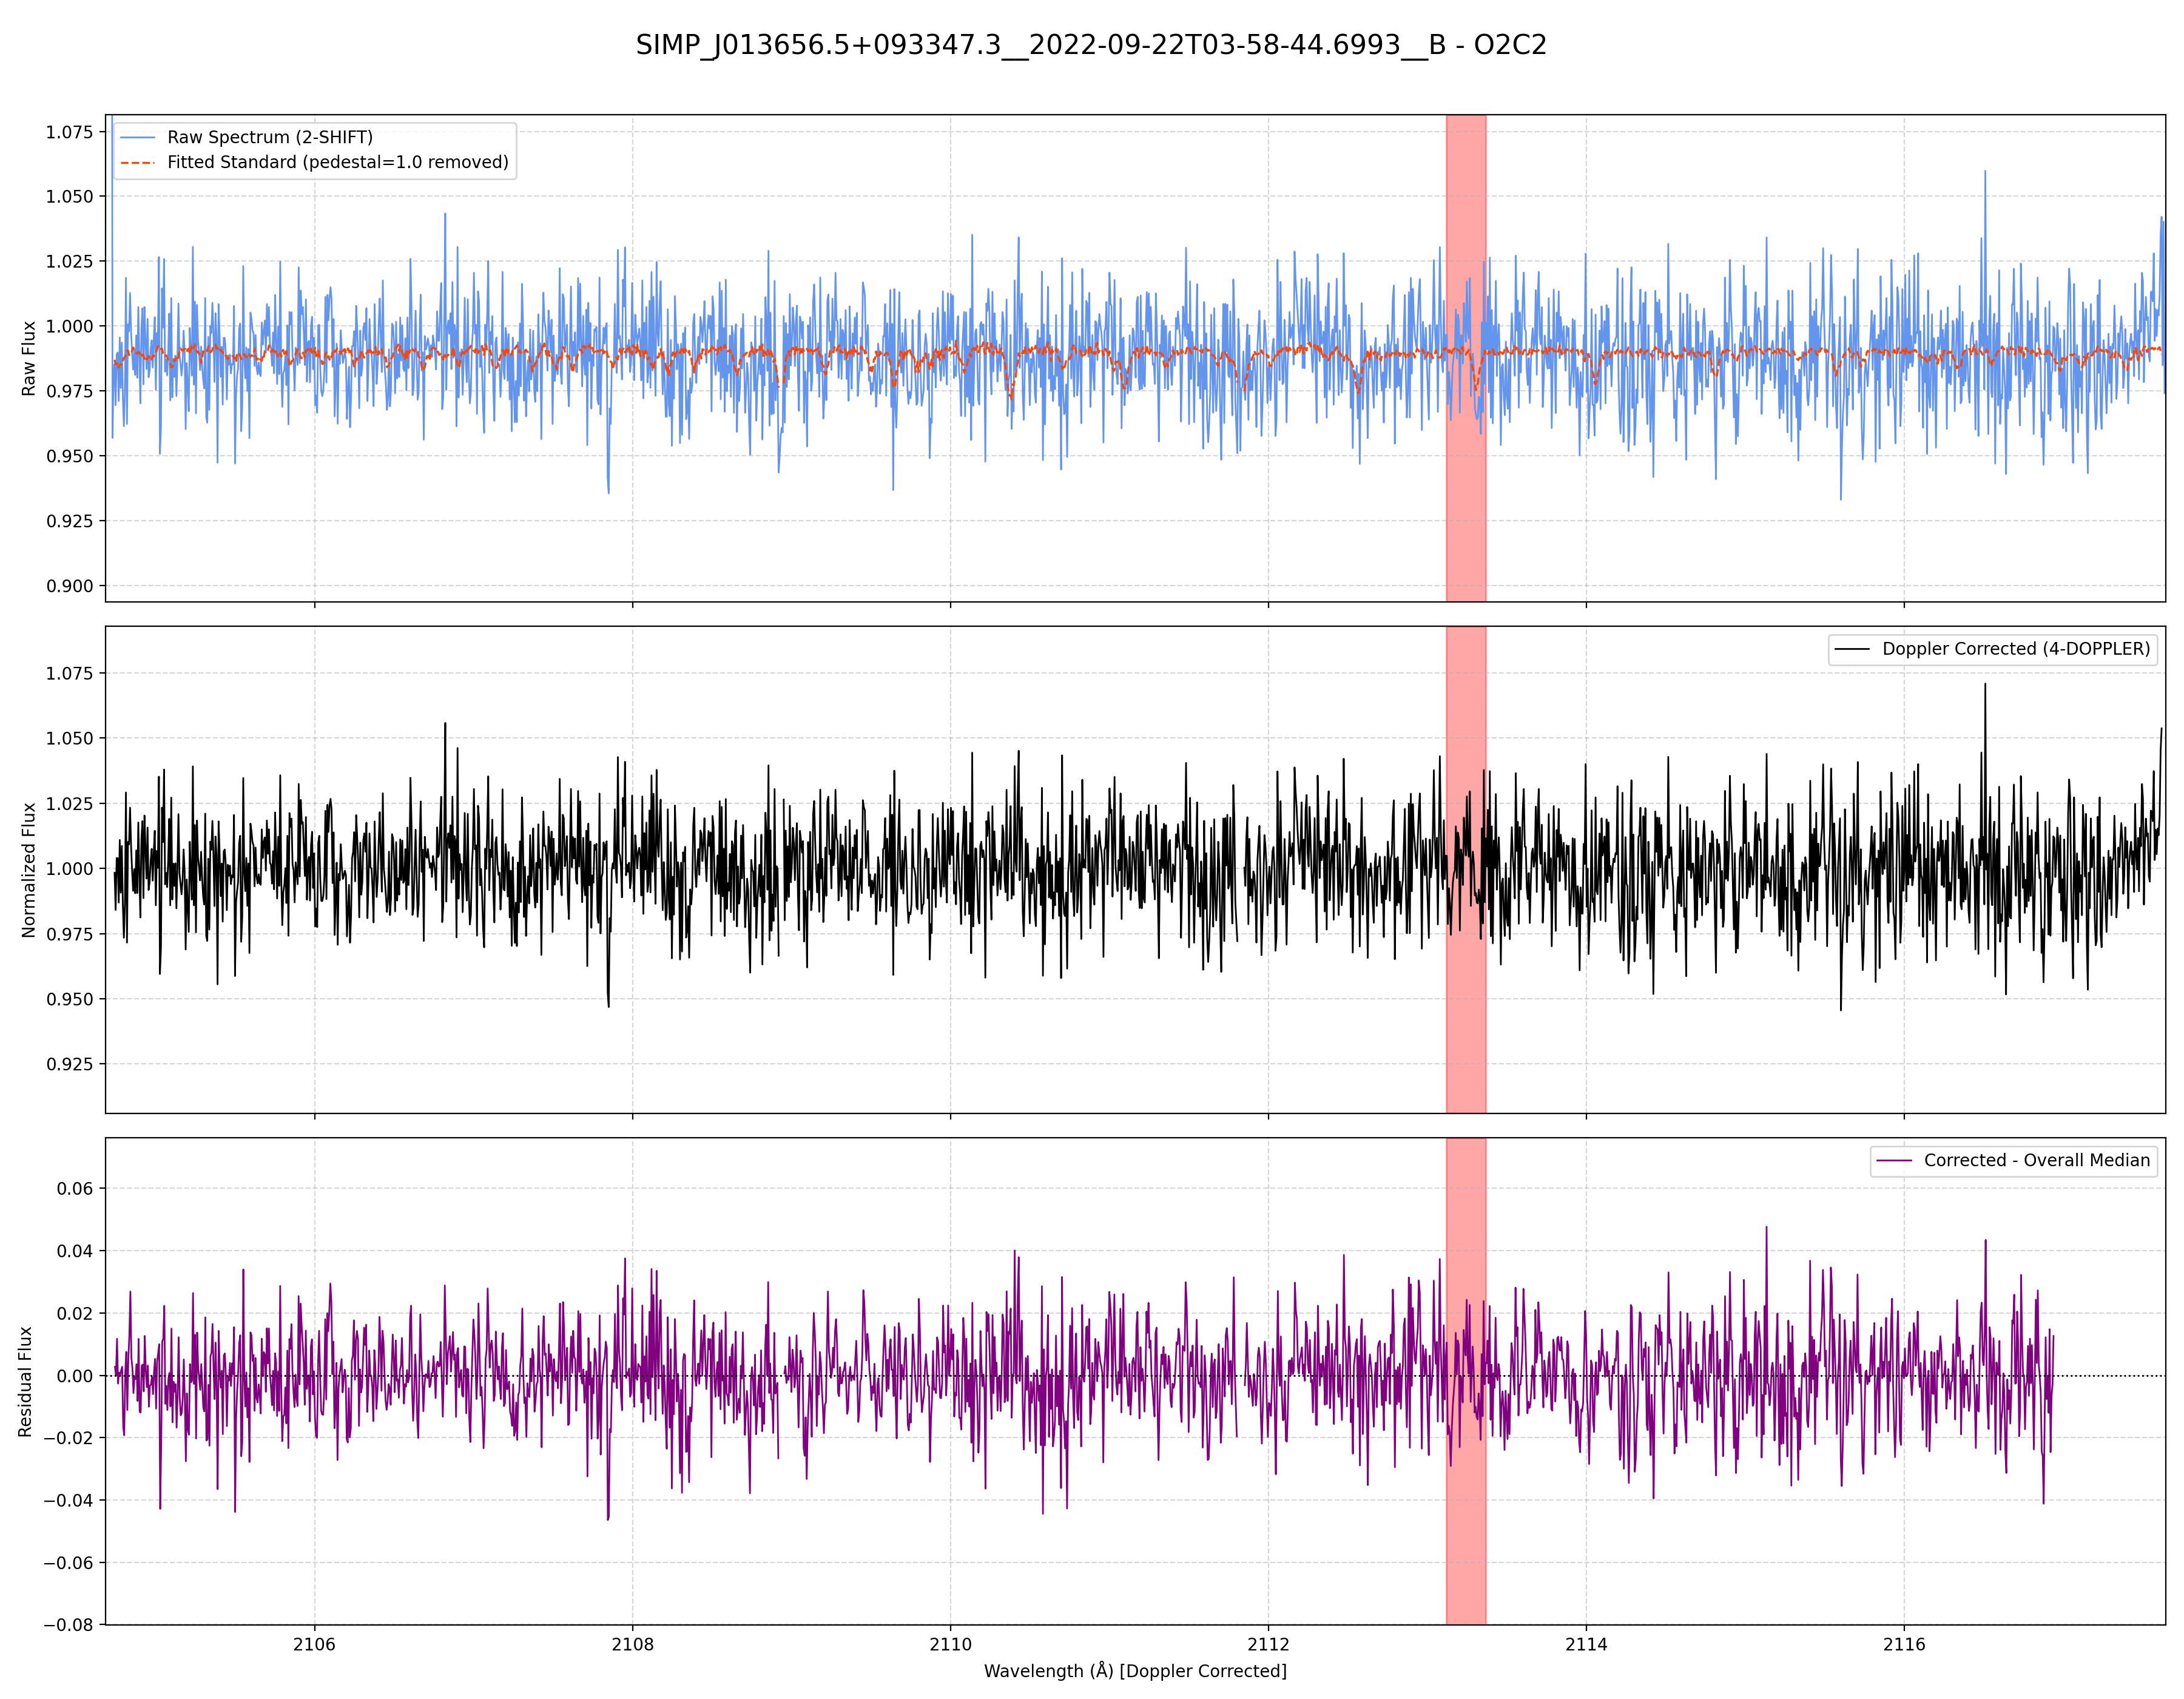 SIMP_J013656.5+093347.3__2022-09-22T03-58-44.6993__B - O2C2
Raw Flux
1.075
1.050
1.025
1.000
0.975
0.950
0.925
0.900
Raw Spectrum (2-SHIFT)
Fitted Standard (pedestal=1.0 removed)
Normalized Flux
1.075
1.050
1.025
1.000
0.975
0.950
0.925
Doppler Corrected (4-DOPPLER)
Residual Flux
0.06
0.04
0.02
0.00
−0.02
−0.04
−0.06
−0.08
Corrected - Overall Median
2106 2108 2110 2112 2114 2116
Wavelength (Å) [Doppler Corrected]